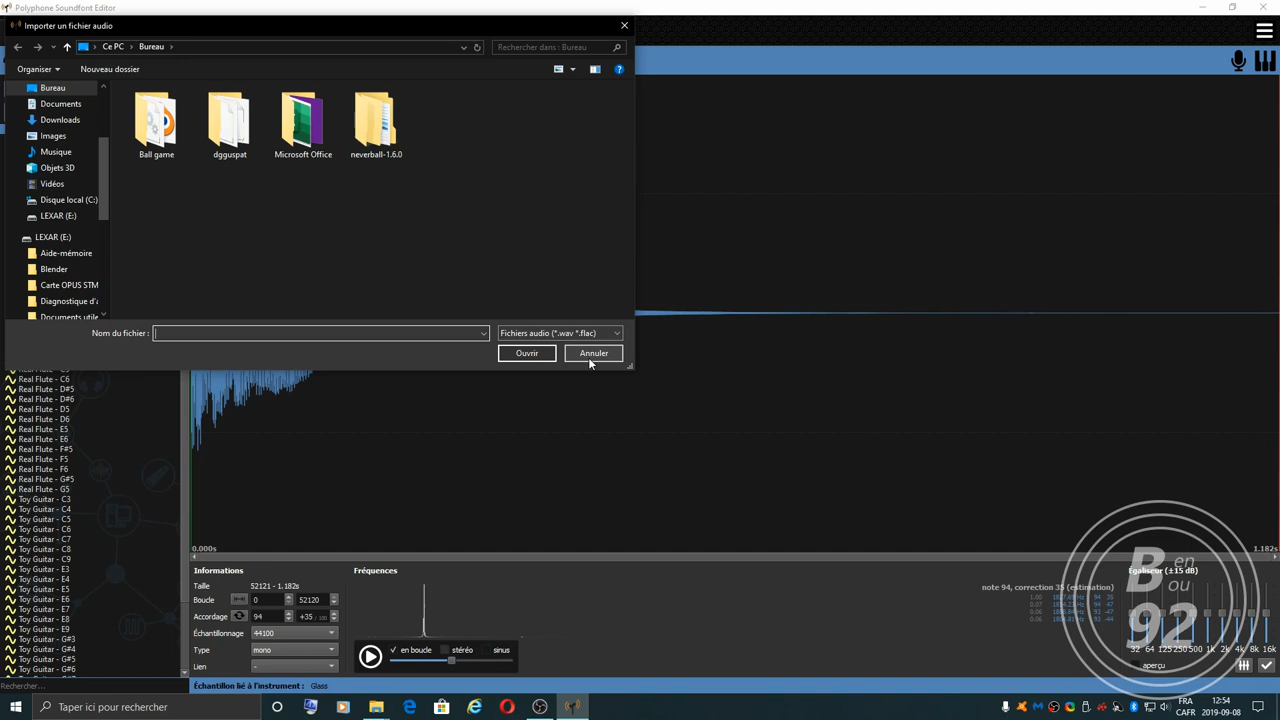 Polyphone Soundfont Editor
Importer un fichier audio
Ce PC > Bureau >
Rechercher dans : Bureau
Organiser
Nouveau dossier
Bureau
Documents
Downloads
Images
Musique
Objets 3D
Vidéos
Disque local (C:)
LEXAR (E:)
LEXAR (E:)
Aide-mémoire
Blender
Carte OPUS STM
Diagnostique d'a
Documents utile
Ball game
dgguspat
Microsoft Office
neverball-1.6.0
Nom du fichier :
Fichiers audio (*.wav *.flac)
Ouvrir
Annuler
Real Flute - C5
Real Flute - C6
Real Flute - D#5
Real Flute - D#6
Real Flute - D5
Real Flute - D6
Real Flute - E5
Real Flute - E6
Real Flute - F#5
Real Flute - F5
Real Flute - F6
Real Flute - G#5
Real Flute - G5
Toy Guitar - C3
Toy Guitar - C4
Toy Guitar - C5
Toy Guitar - C6
Toy Guitar - C7
Toy Guitar - C8
Toy Guitar - C9
Toy Guitar - E3
Toy Guitar - E4
Toy Guitar - E5
Toy Guitar - E6
Toy Guitar - E7
Toy Guitar - E8
Toy Guitar - E9
Toy Guitar - G#3
Toy Guitar - G#4
Toy Guitar - G#5
Toy Guitar - G#6
Rechercher...
0.000s
1.182s
Informations
Taille 52121 - 1.182s
Boucle 0 52120
Accordage 94 +35 / 100
Échantillonnage 44100
Type mono
Lien -
Fréquences
note 94, correction 35 (estimation)
en boucle
stéréo
sinus
Égaliseur (±15 dB)
32 64 125 250 500 1k 2k 4k 8k 16k
aperçu
B en
ou
92
Échantillon lié à l'instrument : Glass
Taper ici pour rechercher
FRA
CAFR
12:54
2019-09-08